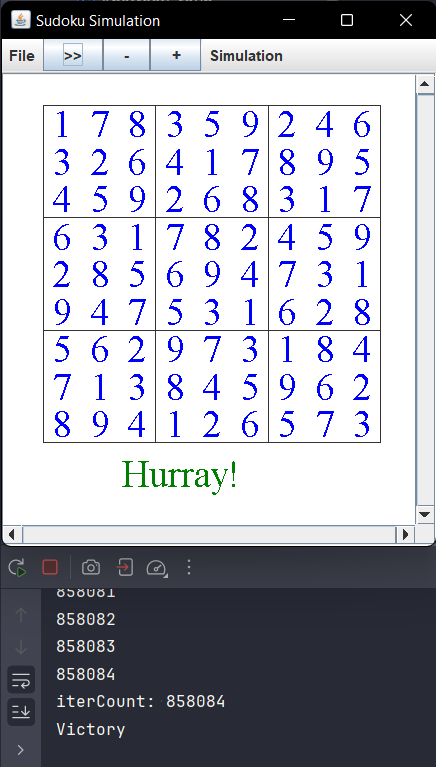 Sudoku Simulation
File >> - + Simulation
1 7 8 3 5 9 2 4 6
3 2 6 4 1 7 8 9 5
4 5 9 2 6 8 3 1 7
6 3 1 7 8 2 4 5 9
2 8 5 6 9 4 7 3 1
9 4 7 5 3 1 6 2 8
5 6 2 9 7 3 1 8 4
7 1 3 8 4 5 9 6 2
8 9 4 1 2 6 5 7 3
Hurray!
858081
858082
858083
858084
iterCount: 858084
Victory